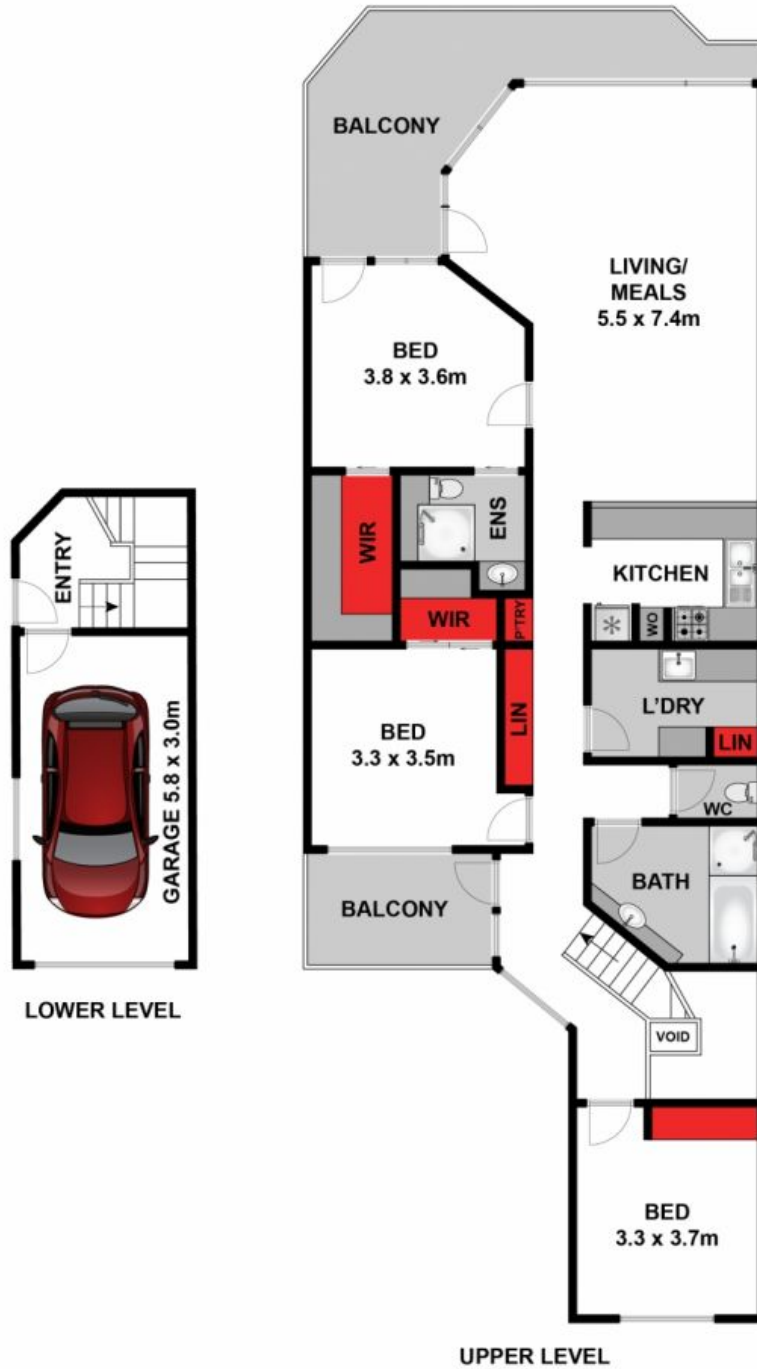 BALCONY
LIVING/
MEALS
5.5 x 7.4m
BED
3.8 x 3.6m
WIR
ENS
ENTRY
KITCHEN
WIR
P'TRY
WO
L'DRY
LIN
LIN
BED
3.3 x 3.5m
GARAGE 5.8 x 3.0m
WC
BATH
BALCONY
LOWER LEVEL
VOID
BED
3.3 x 3.7m
UPPER LEVEL